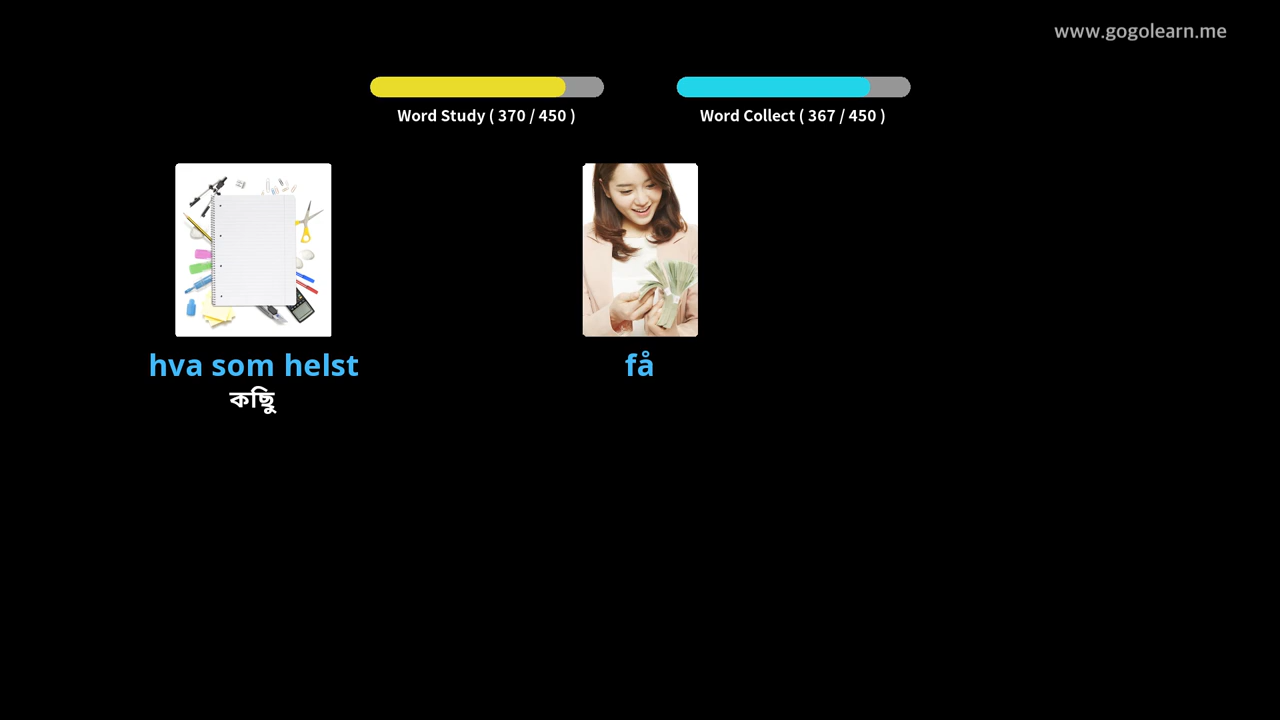 www.gogolearn.me
Word Study ( 370 / 450 )
Word Collect ( 367 / 450 )
hva som helst
কিছু
få